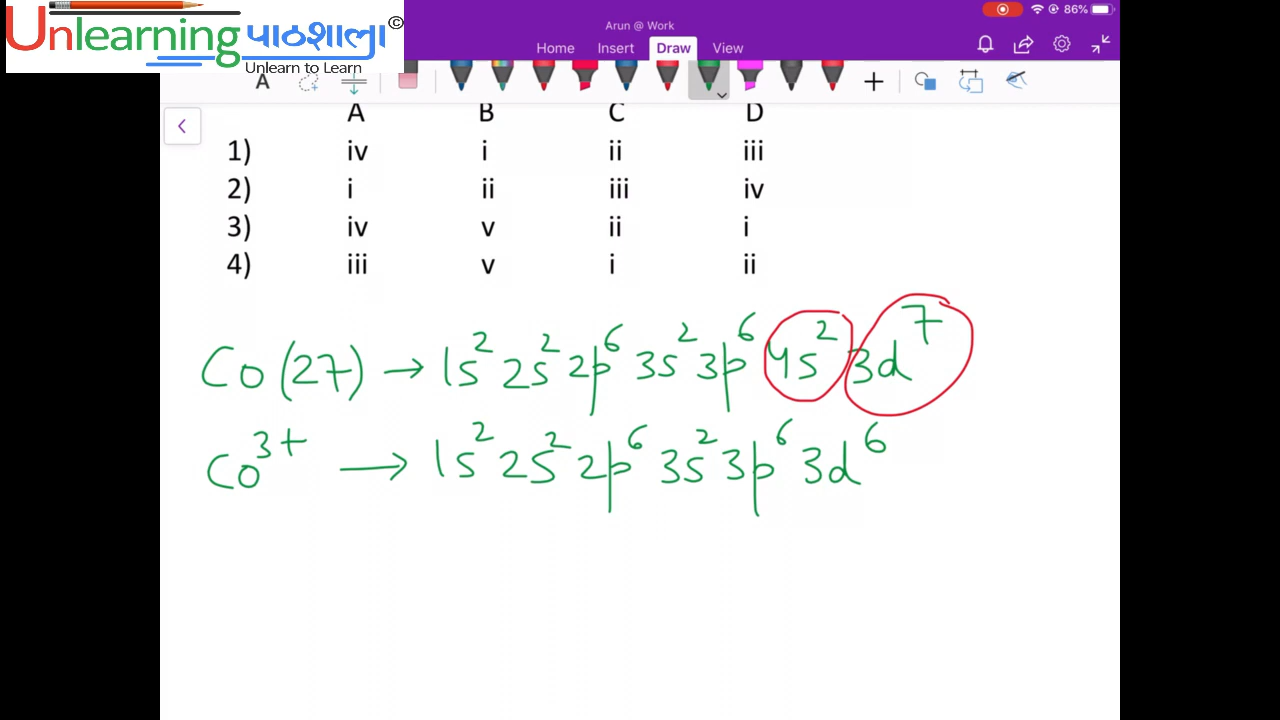 Unlearning पाठशाला ©
Unlearn to Learn
Arun @ Work
86%
Home Insert Draw View
A
A B C D
1) iv i ii iii
2) i ii iii iv
3) iv v ii i
4) iii v i ii
Co (27) → 1s² 2s² 2p⁶ 3s² 3p⁶ 4s² 3d⁷
Co³⁺ → 1s² 2s² 2p⁶ 3s² 3p⁶ 3d⁶